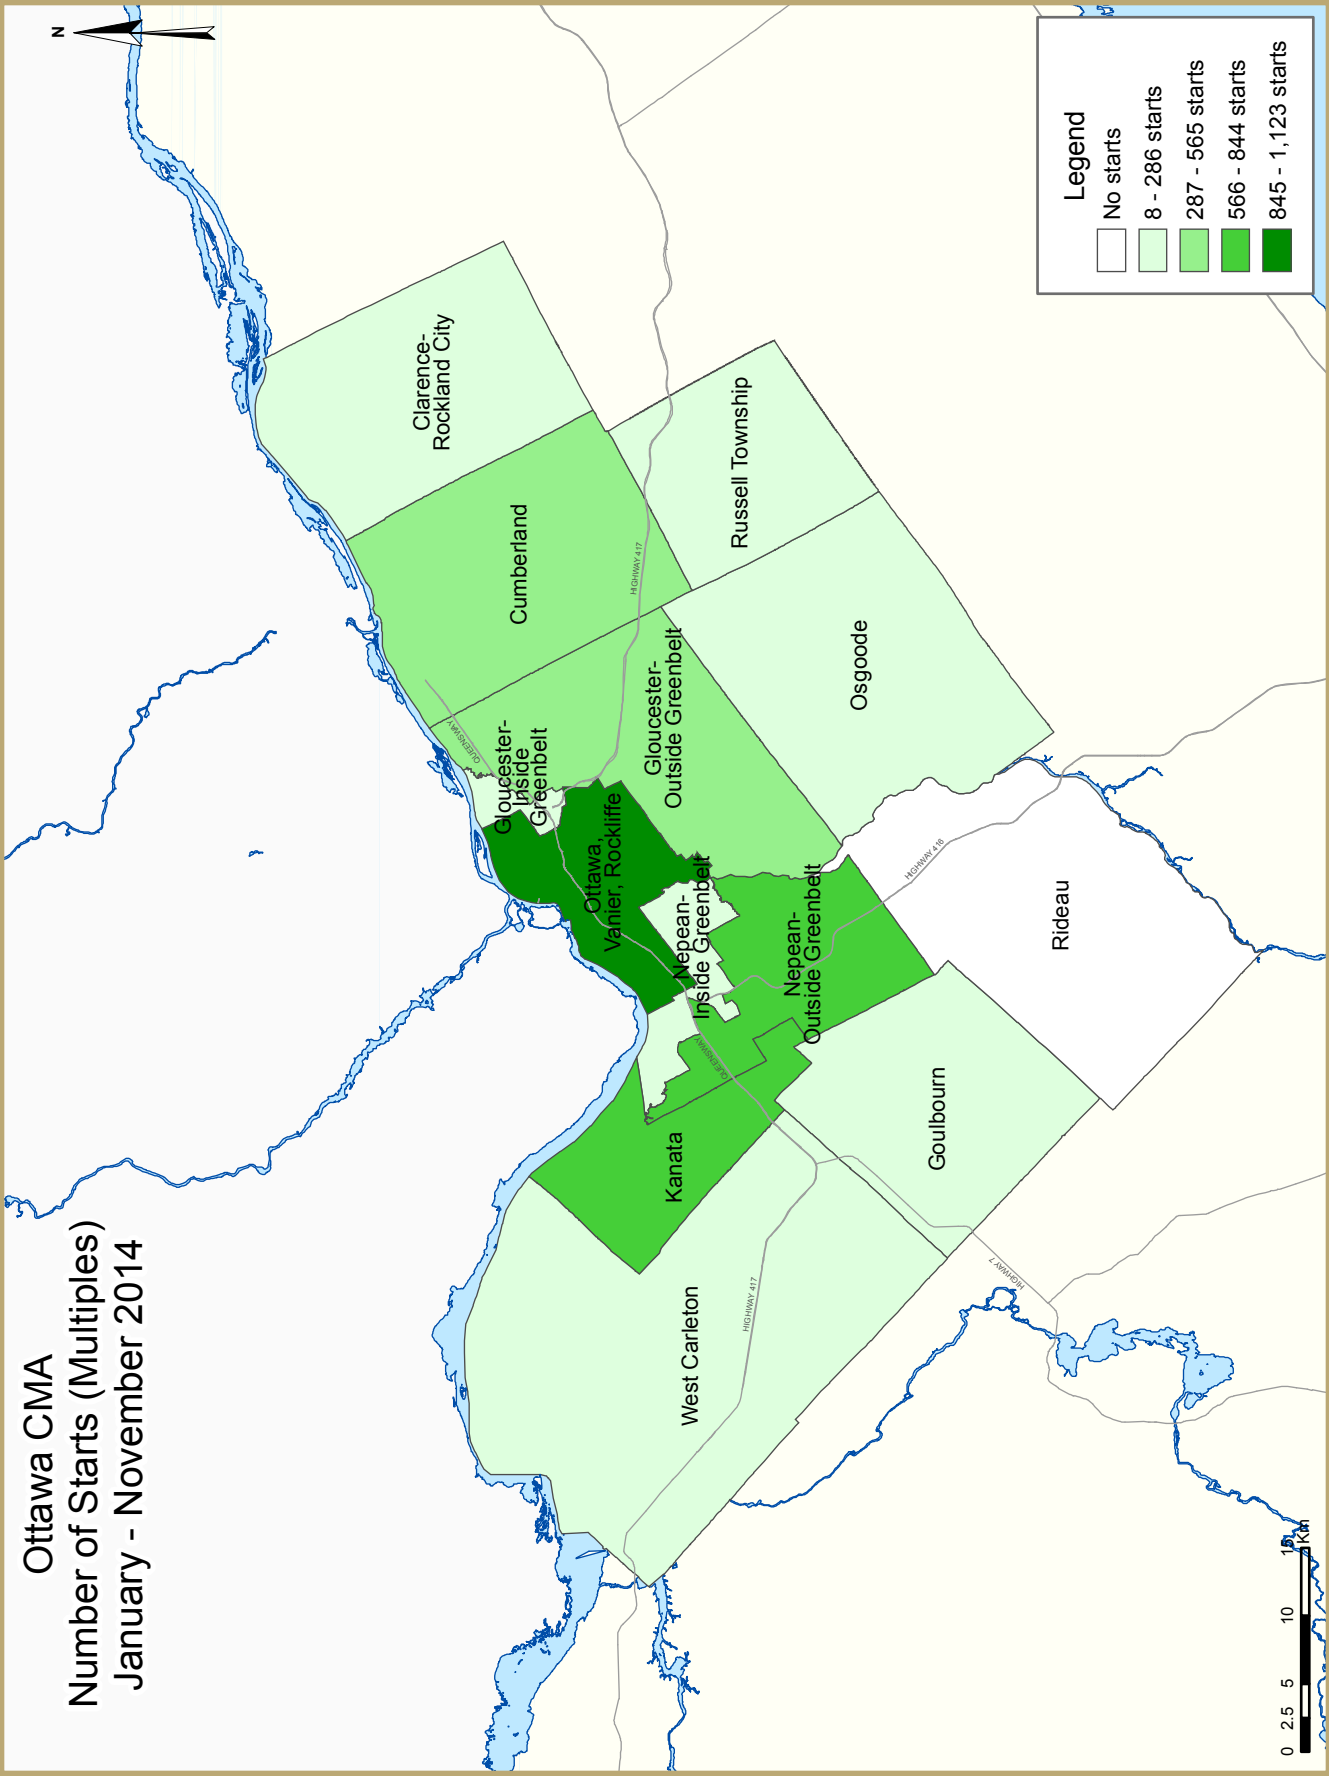 Ottawa CMA
Number of Starts (Multiples)
January - November 2014
N
Clarence-
Rockland City
Cumberland
Russell Township
HIGHWAY 417
QUEENSWAY
Gloucester-
Inside
Greenbelt
Gloucester-
Outside Greenbelt
Osgoode
Ottawa,
Vanier, Rockliffe
Nepean-
Inside Greenbelt
Nepean-
Outside Greenbelt
HIGHWAY 416
QUEENSWAY
Rideau
Kanata
Goulbourn
West Carleton
HIGHWAY 417
HIGHWAY 7
Legend
No starts
8 - 286 starts
287 - 565 starts
566 - 844 starts
845 - 1,123 starts
0 2.5 5 10 15
Km